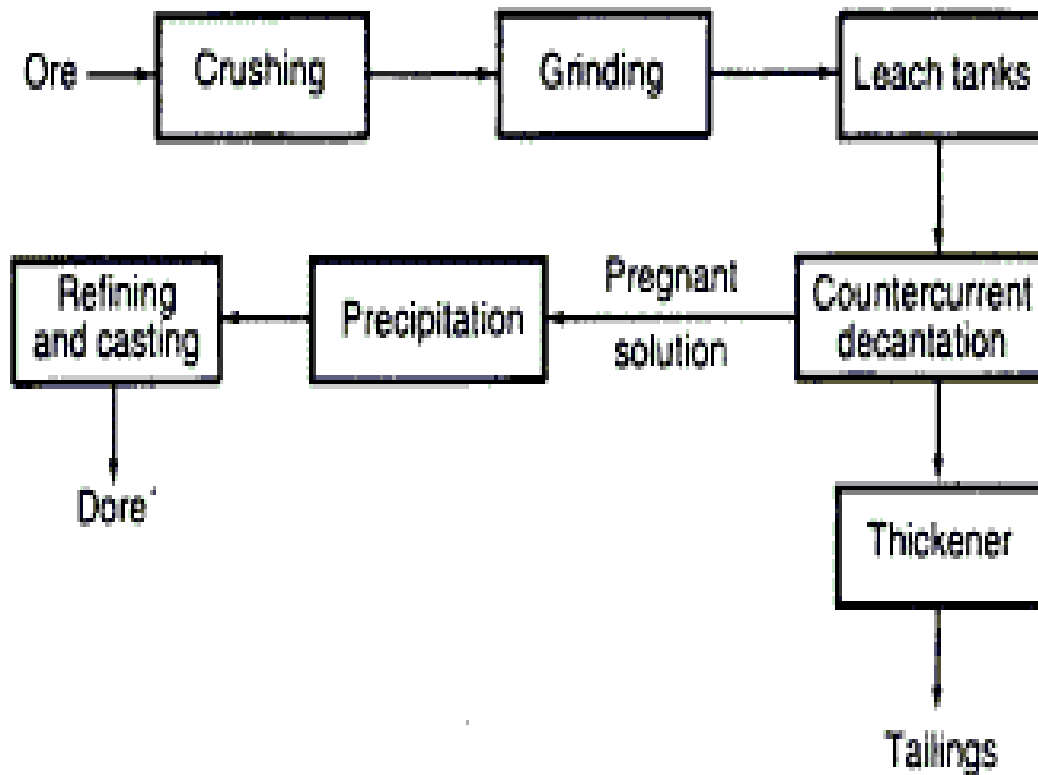 Ore
Crushing
Grinding
Leach tanks
Refining
and casting
Precipitation
Pregnant
solution
Countercurrent
decantation
Dore´
Thickener
Tailings